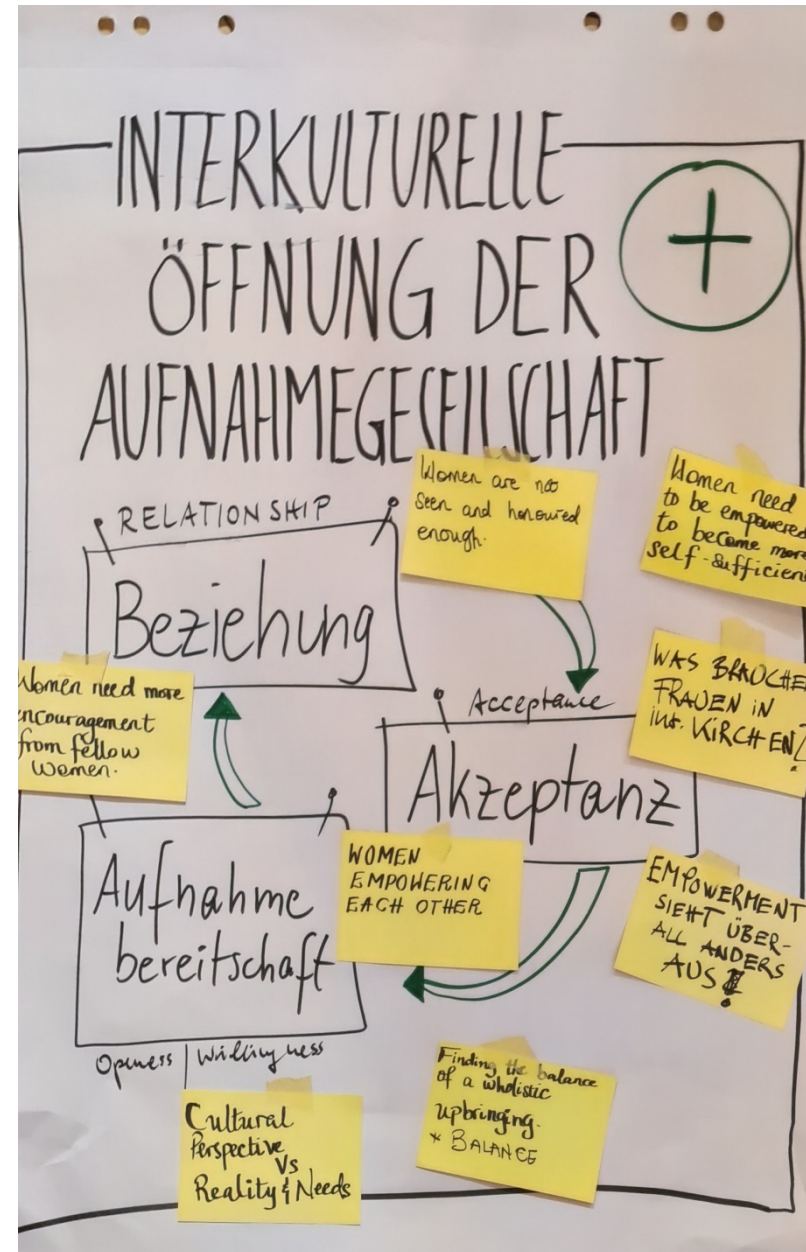 INTERKULTURELLE
ÖFFNUNG DER
AUFNAHMEGESELLSCHAFT
+
RELATIONSHIP
Beziehung
Women are not
seen and honoured
enough.
Women need
to be empowered
to become more
self-sufficient
Women need more
encouragement
from fellow
women.
Acceptance
Akzeptanz
WAS BRAUCHE
FRAUEN IN
int. KIRCHEN?
Aufnahme
bereitschaft
WOMEN
EMPOWERING
EACH OTHER
EMPOWERMENT
SIEHT ÜBER-
ALL ANDERS
AUS!
Openess | Willingness
Cultural
Perspective
Vs
Reality & Needs
Finding the balance
of a wholistic
upbringing.
* BALANCE